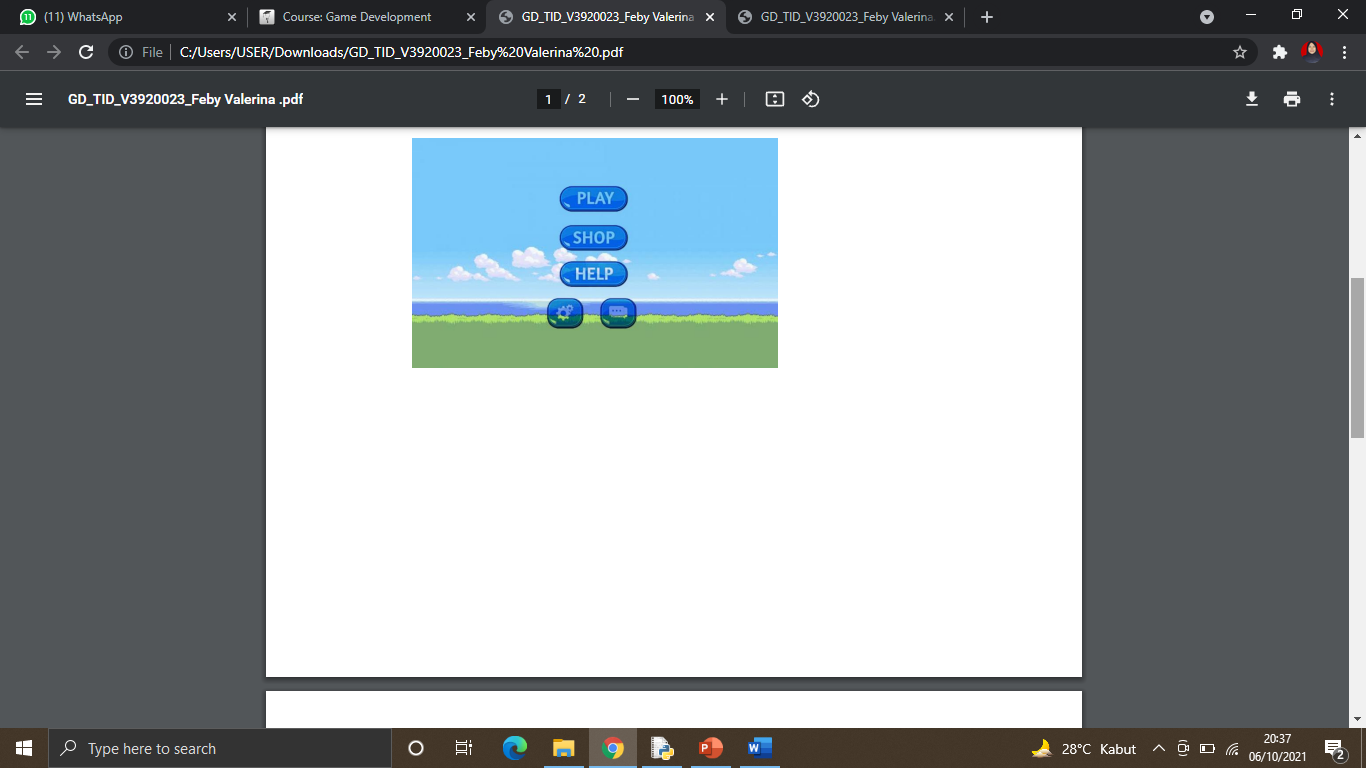 (11) WhatsApp
Course: Game Development
GD_TID_V3920023_Feby Valerina
GD_TID_V3920023_Feby Valerina
File
C:/Users/USER/Downloads/GD_TID_V3920023_Feby%20Valerina%20.pdf
GD_TID_V3920023_Feby Valerina .pdf
1 / 2
100%
PLAY
SHOP
HELP
Type here to search
28°C Kabut
20:37
06/10/2021
2